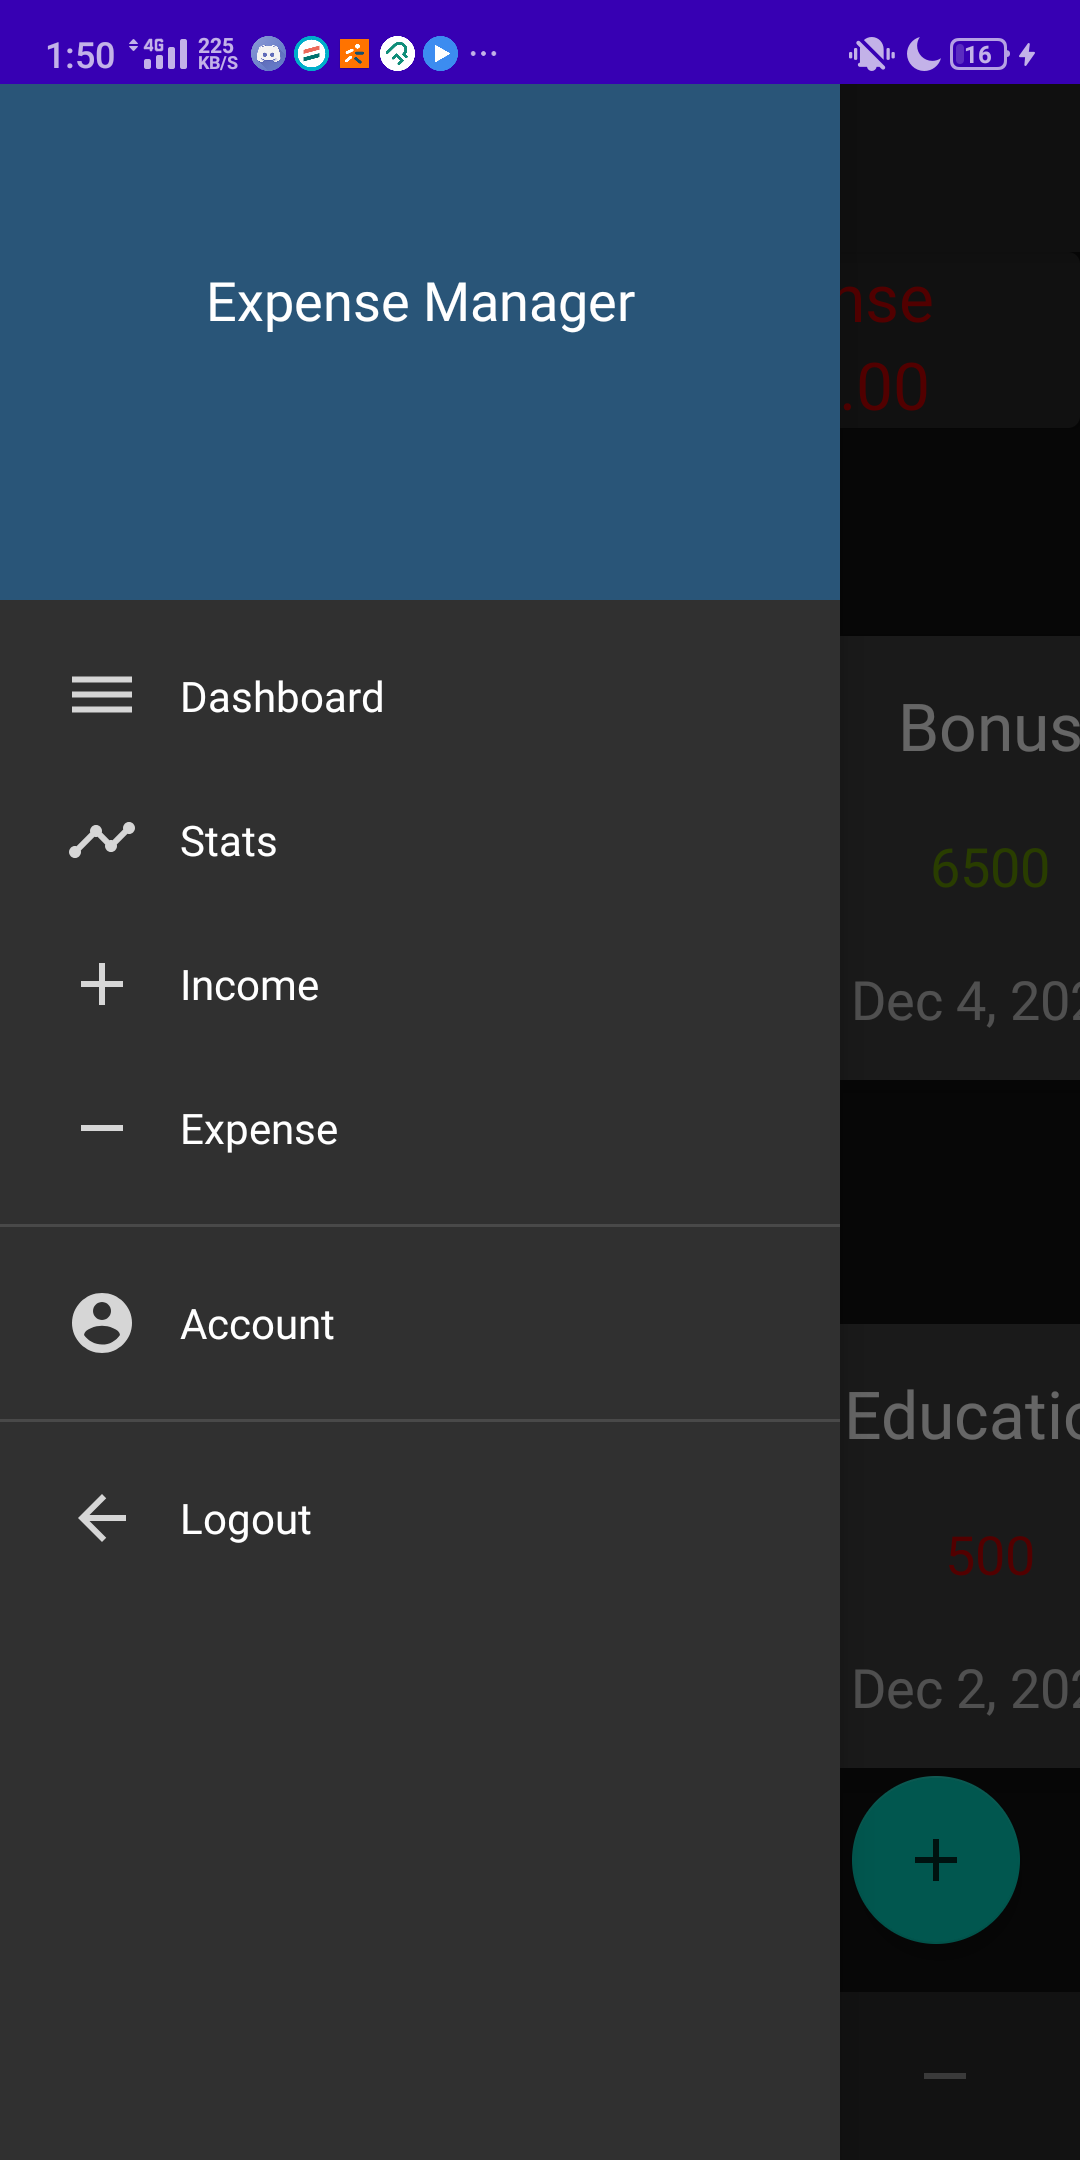 1:50 4G 225 KB/S 16
Expense Manager
Dashboard
Stats
Income
Expense
Account
Logout
nse
.00
Bonus
6500
Dec 4, 202
Educatio
500
Dec 2, 202